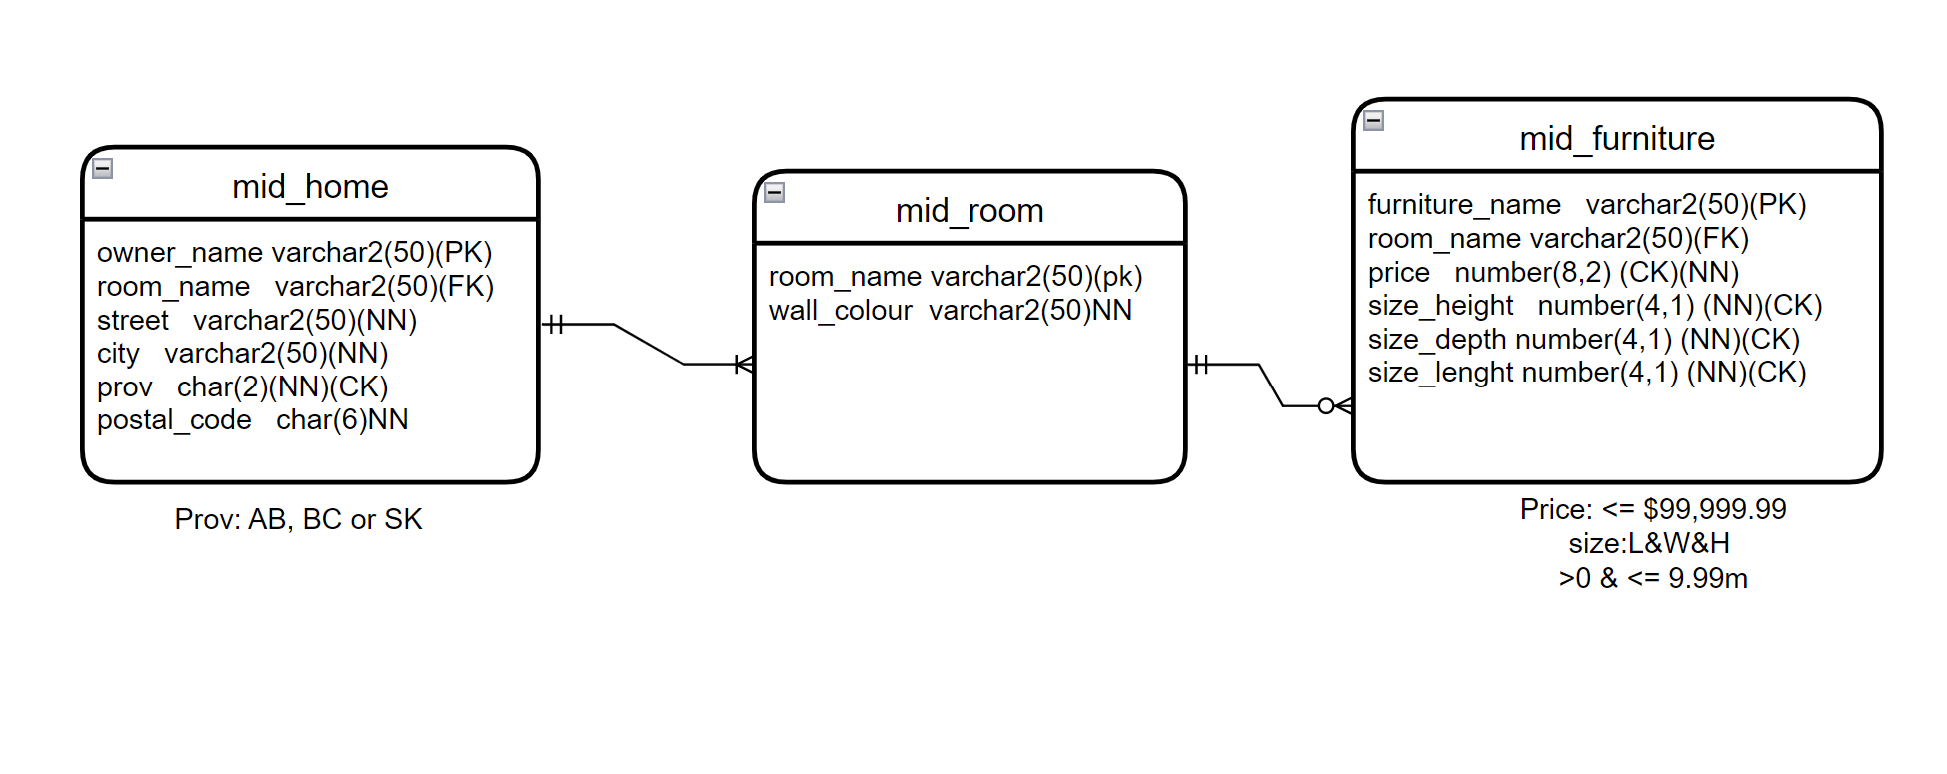 mid_home
owner_name varchar2(50)(PK)
room_name varchar2(50)(FK)
street varchar2(50)(NN)
city varchar2(50)(NN)
prov char(2)(NN)(CK)
postal_code char(6)NN
Prov: AB, BC or SK
mid_room
room_name varchar2(50)(pk)
wall_colour varchar2(50)NN
mid_furniture
furniture_name varchar2(50)(PK)
room_name varchar2(50)(FK)
price number(8,2) (CK)(NN)
size_height number(4,1) (NN)(CK)
size_depth number(4,1) (NN)(CK)
size_lenght number(4,1) (NN)(CK)
Price: <= $99,999.99
size:L&W&H
>0 & <= 9.99m